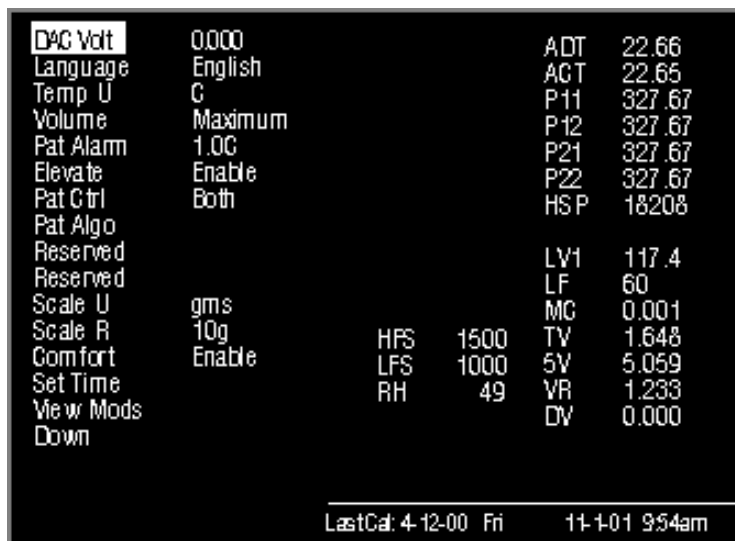 DAC Volt 0.000
Language English
Temp U C
Volume Maximum
Pat Alarm 1.0C
Elevate Enable
Pat Ctrl Both
Pat Algo
Reserved
Reserved
Scale U gms
Scale R 10g
Comfort Enable
Set Time
View Mods
Down
HFS 1500
LFS 1000
RH 49
ADT 22.66
ACT 22.65
P11 327.67
P12 327.67
P21 327.67
P22 327.67
HSP 18208
LV1 117.4
LF 60
MC 0.001
TV 1.648
5V 5.059
VR 1.233
DV 0.000
LastCal: 4-12-00 Fri 11-1-01 9:54am